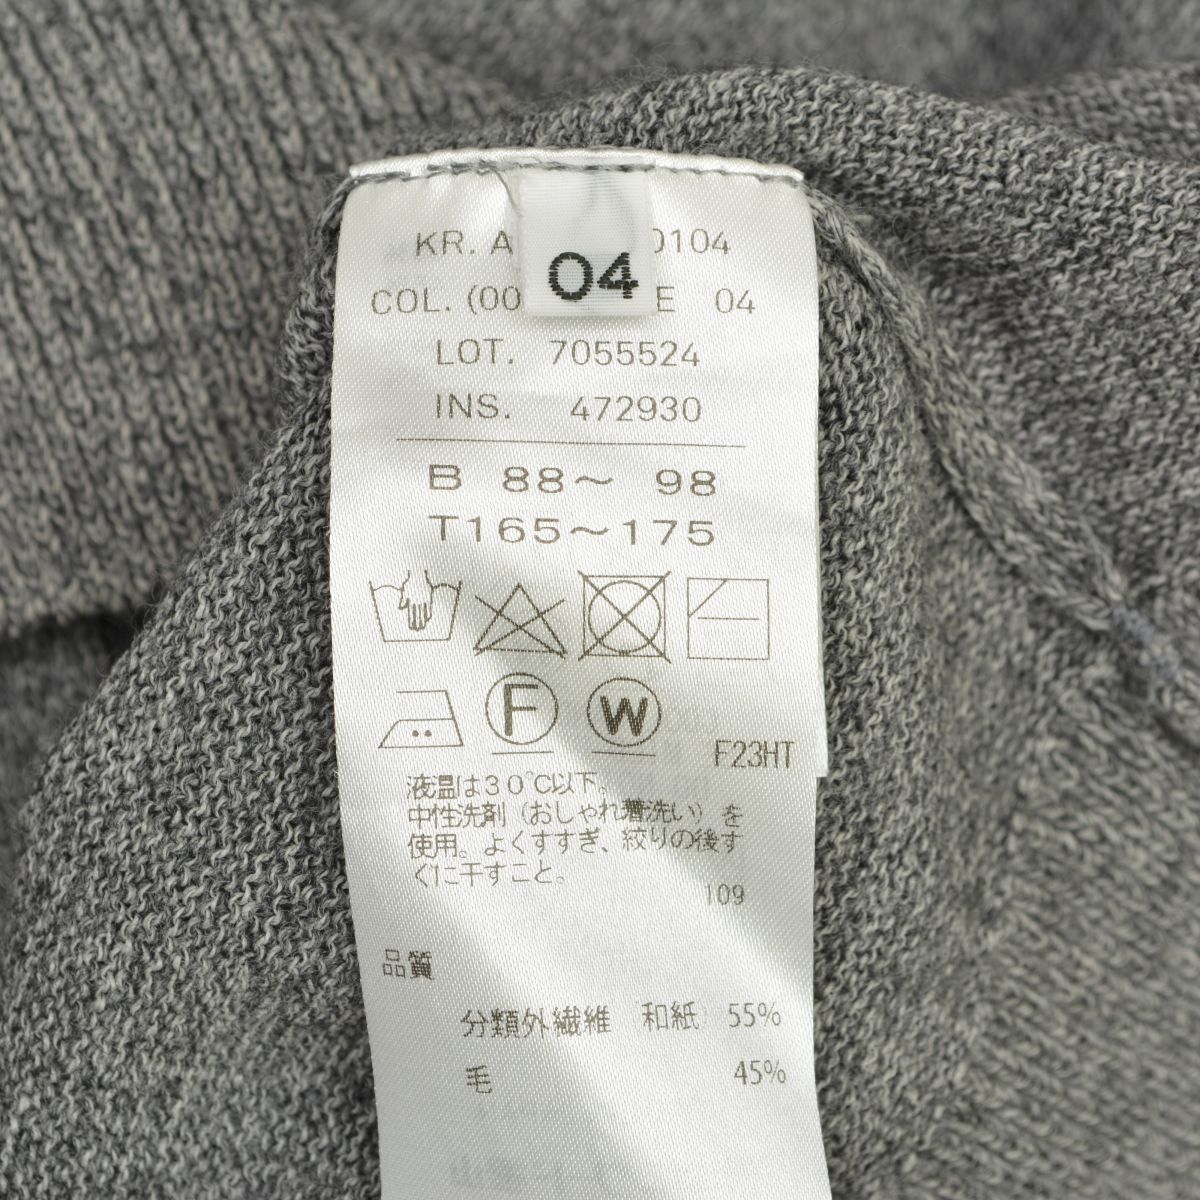 KR. A 0104
04
COL. (00 E 04
LOT. 7055524
INS. 472930
B 88～ 98
T165～175
F W
F23HT
液温は30℃以下。
中性洗剤（おしゃれ着洗い）を
使用。よくすすぎ、絞りの後す
ぐに干すこと。
109
品質
分類外繊維 和紙 55%
毛 45%